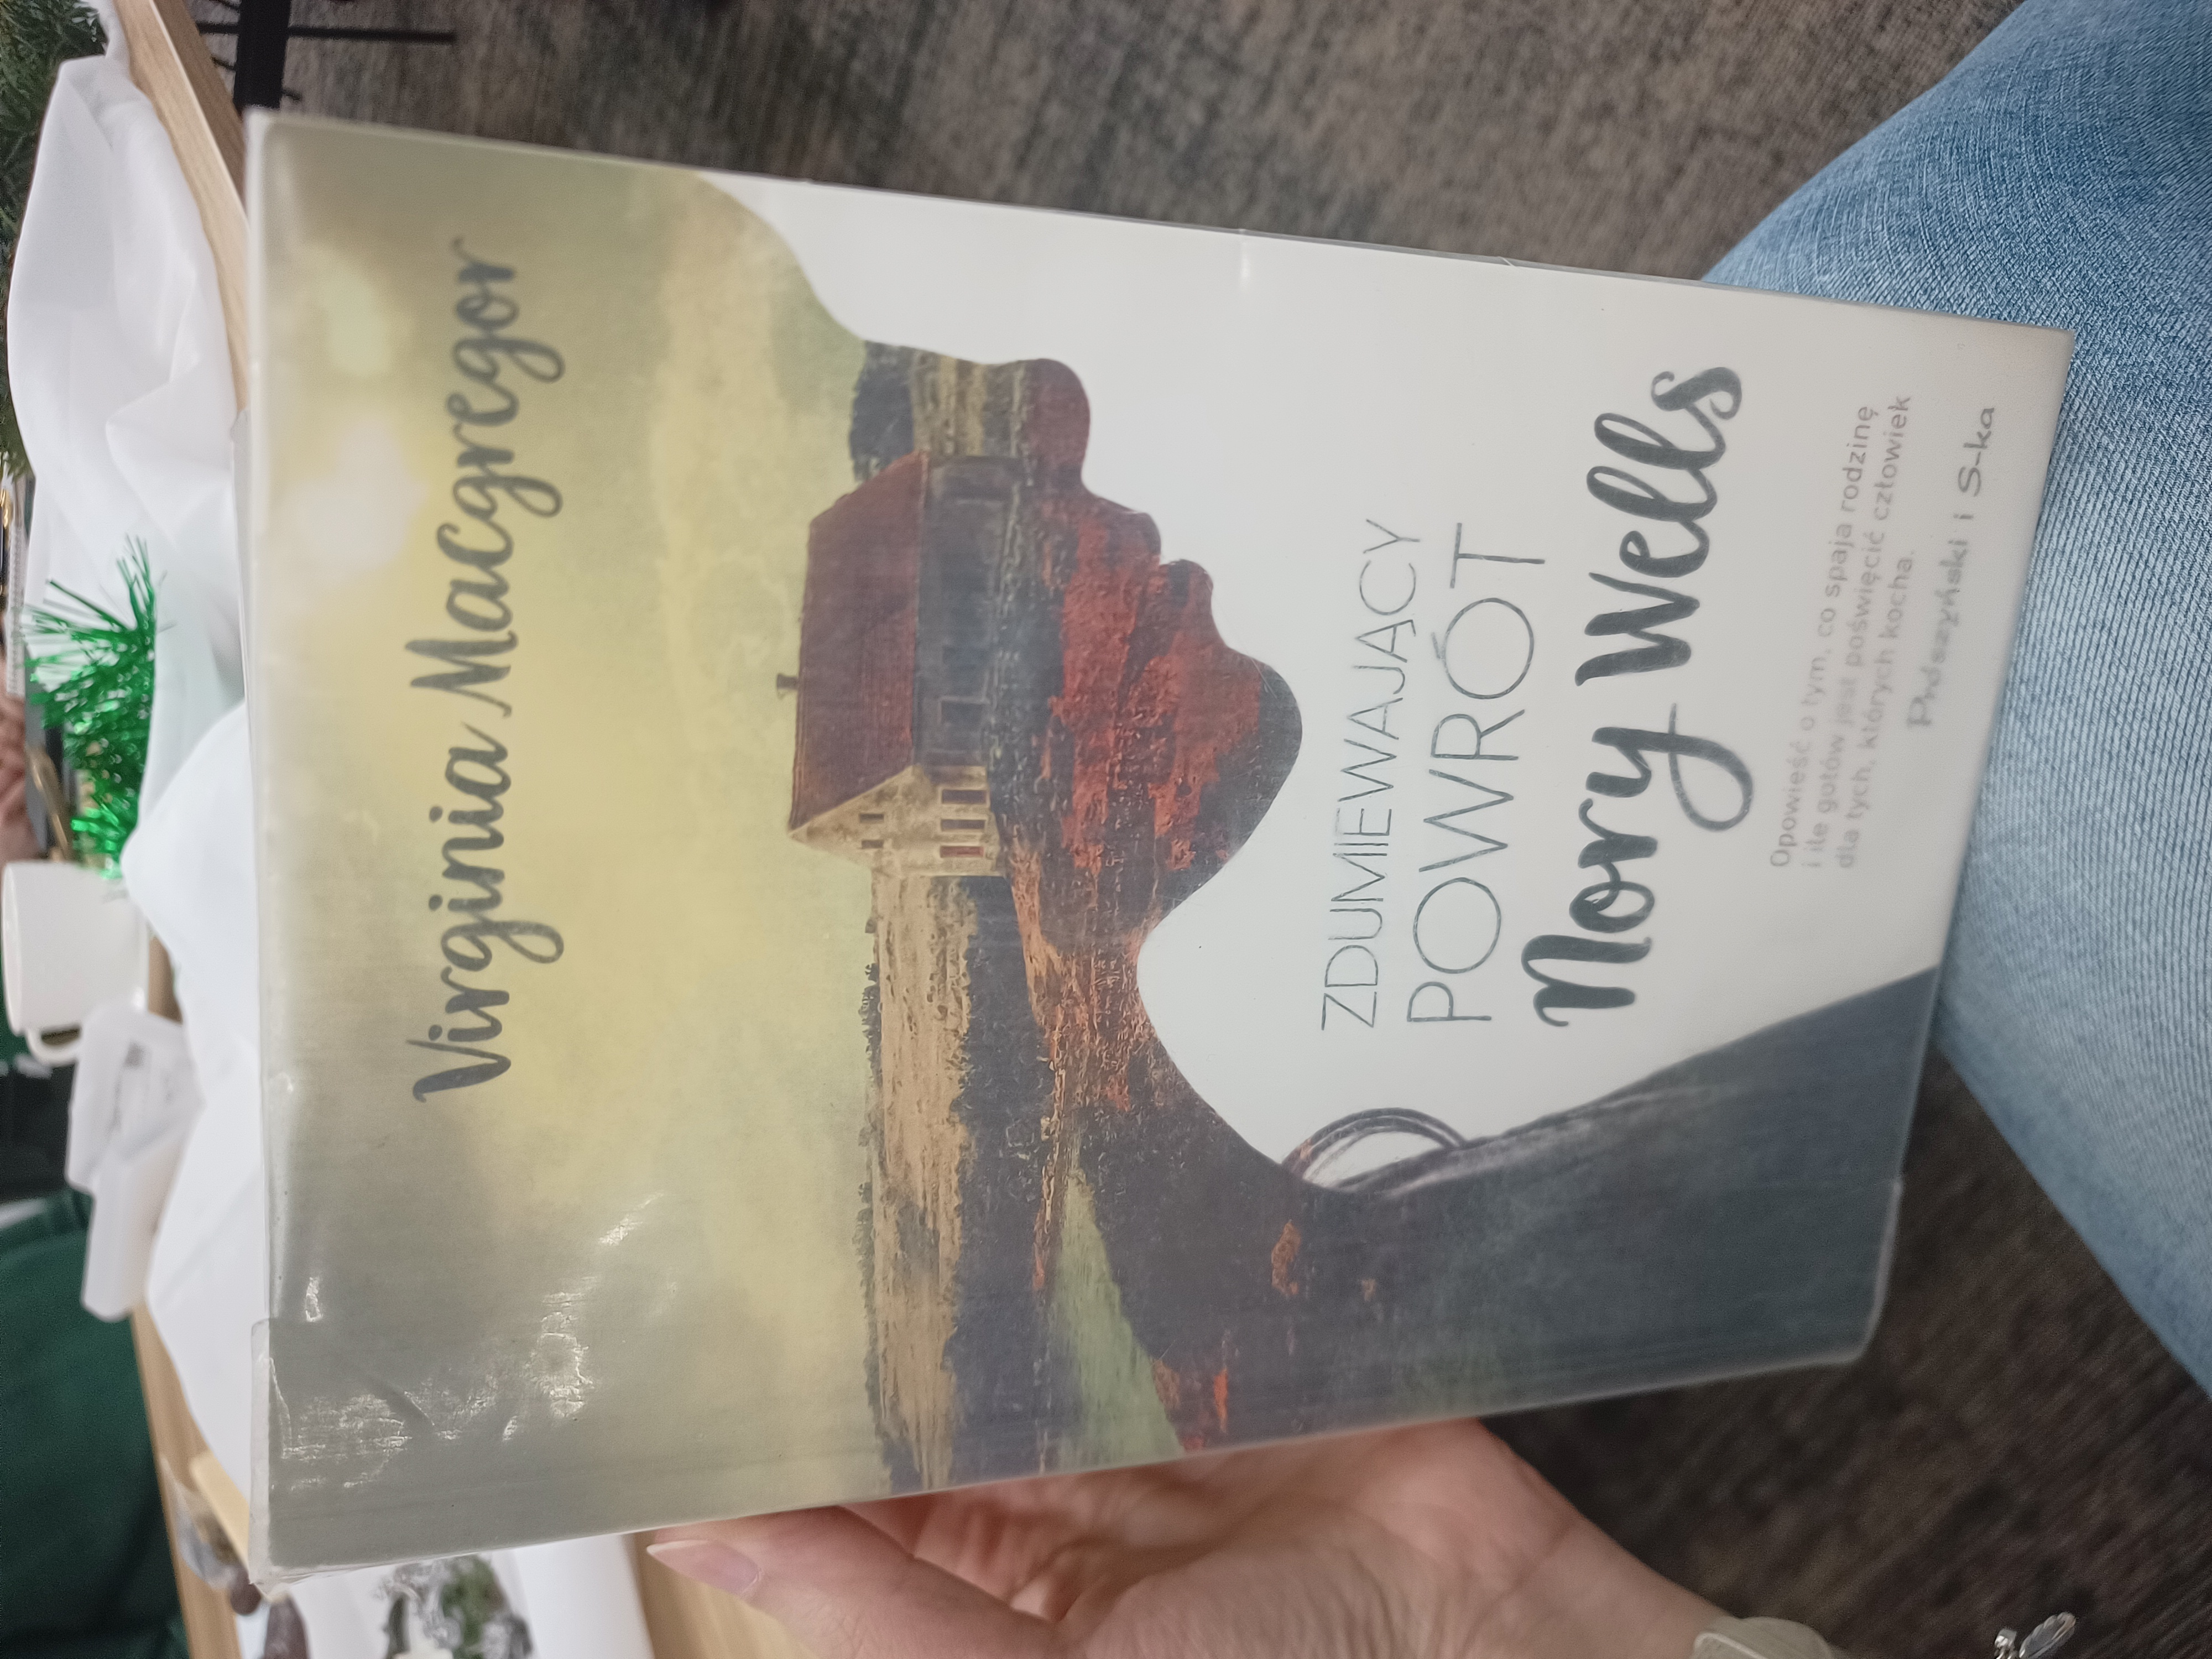 Virginia Macgregor
ZDUMIEWAJĄCY
POWRÓT
Nory Wells
Opowieść o tym, co spaja rodzinę
i ile gotów jest poświęcić człowiek
dla tych, których kocha.
Prószyński i S-ka